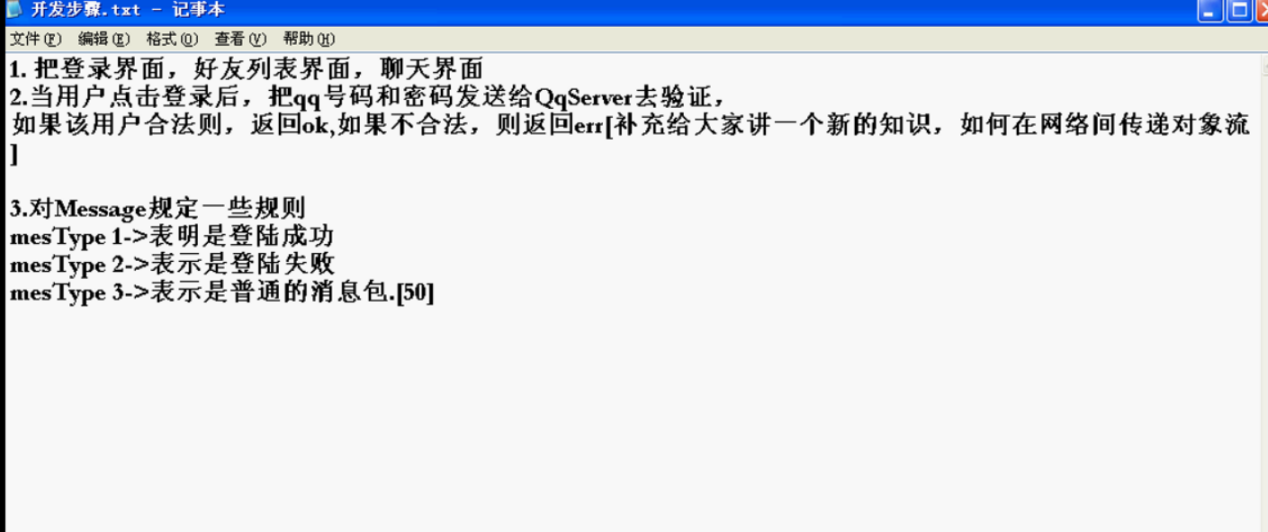 开发步骤.txt - 记事本
文件(F) 编辑(E) 格式(O) 查看(V) 帮助(H)
1. 把登录界面，好友列表界面，聊天界面
2.当用户点击登录后，把qq号码和密码发送给QqServer去验证，
如果该用户合法则，返回ok,如果不合法，则返回err[补充给大家讲一个新的知识，如何在网络间传递对象流
]
3.对Message规定一些规则
mesType 1->表明是登陆成功
mesType 2->表示是登陆失败
mesType 3->表示是普通的消息包.[50]